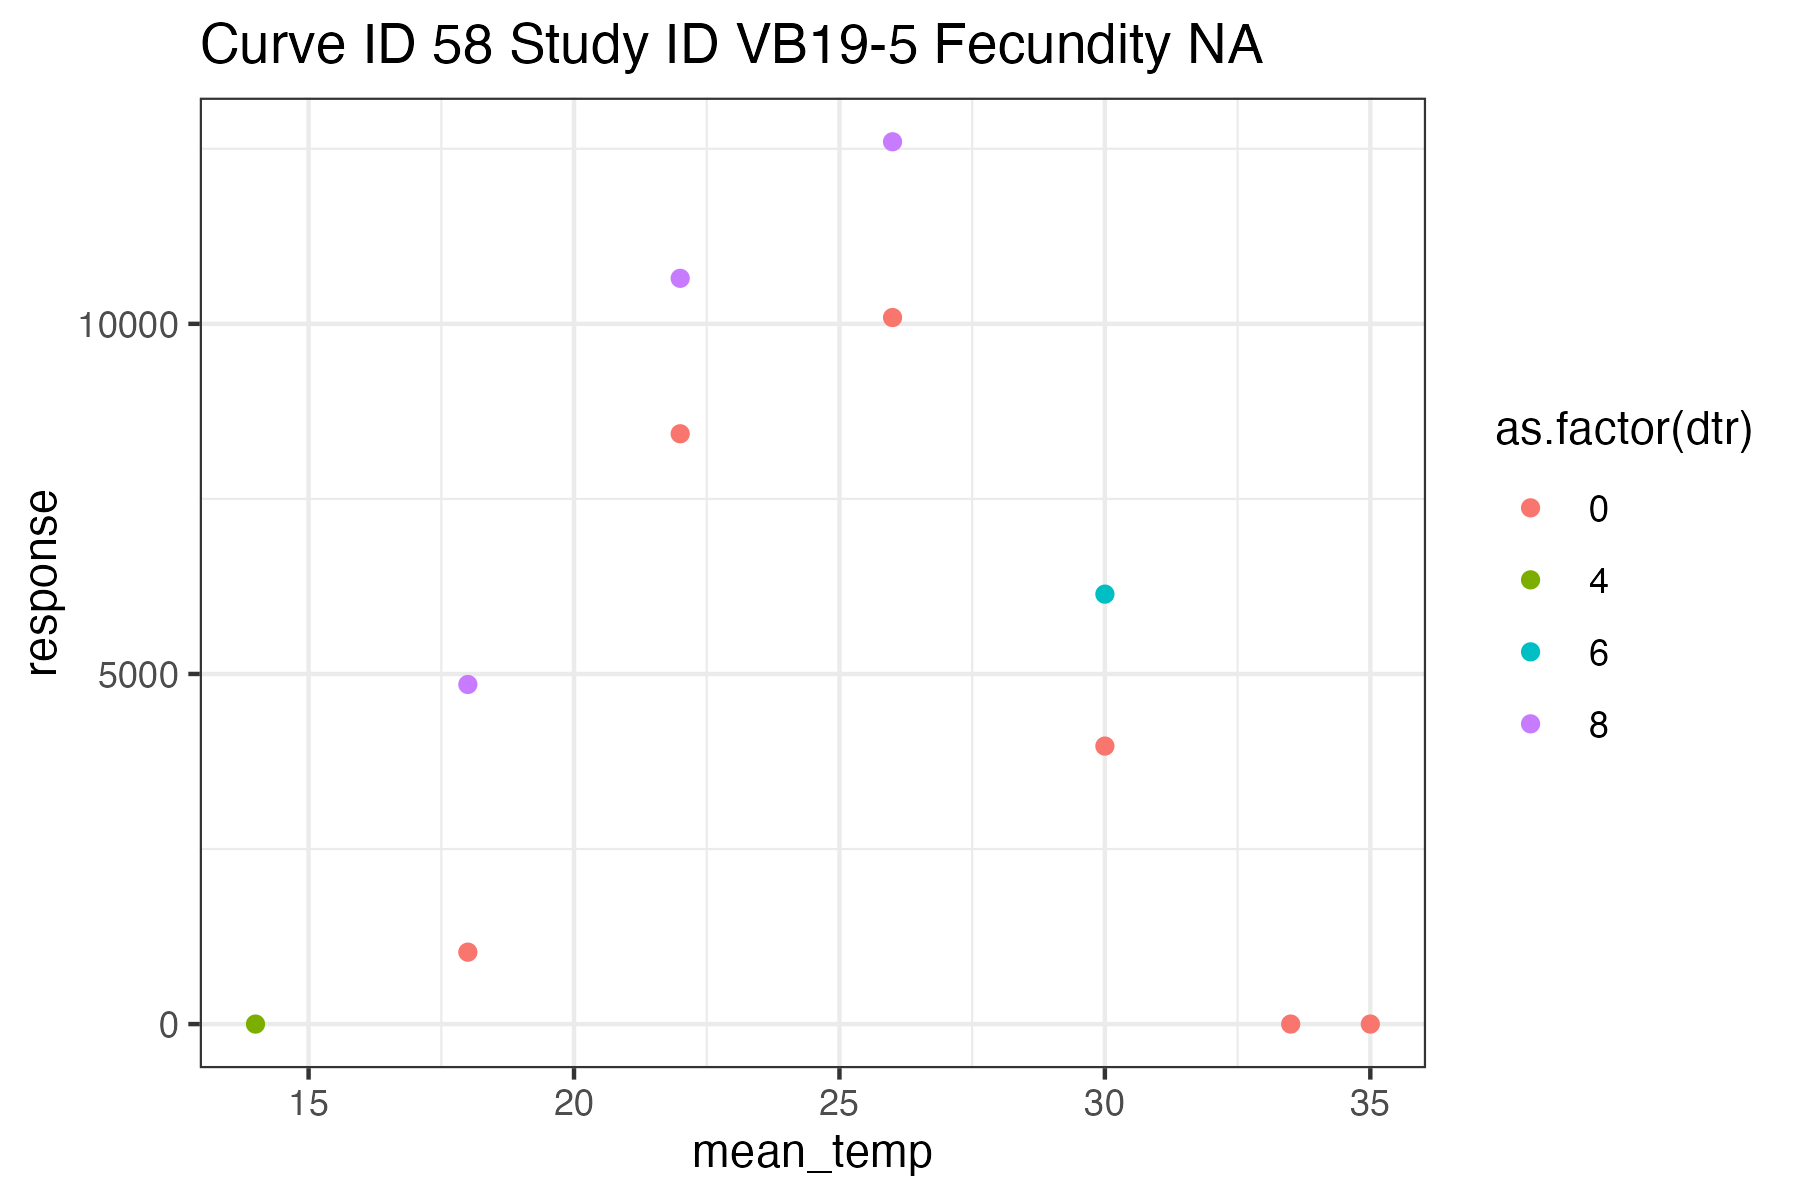 Curve ID 58 Study ID VB19-5 Fecundity NA
response
10000
5000
0
15 20 25 30 35
mean_temp
as.factor(dtr)
0
4
6
8